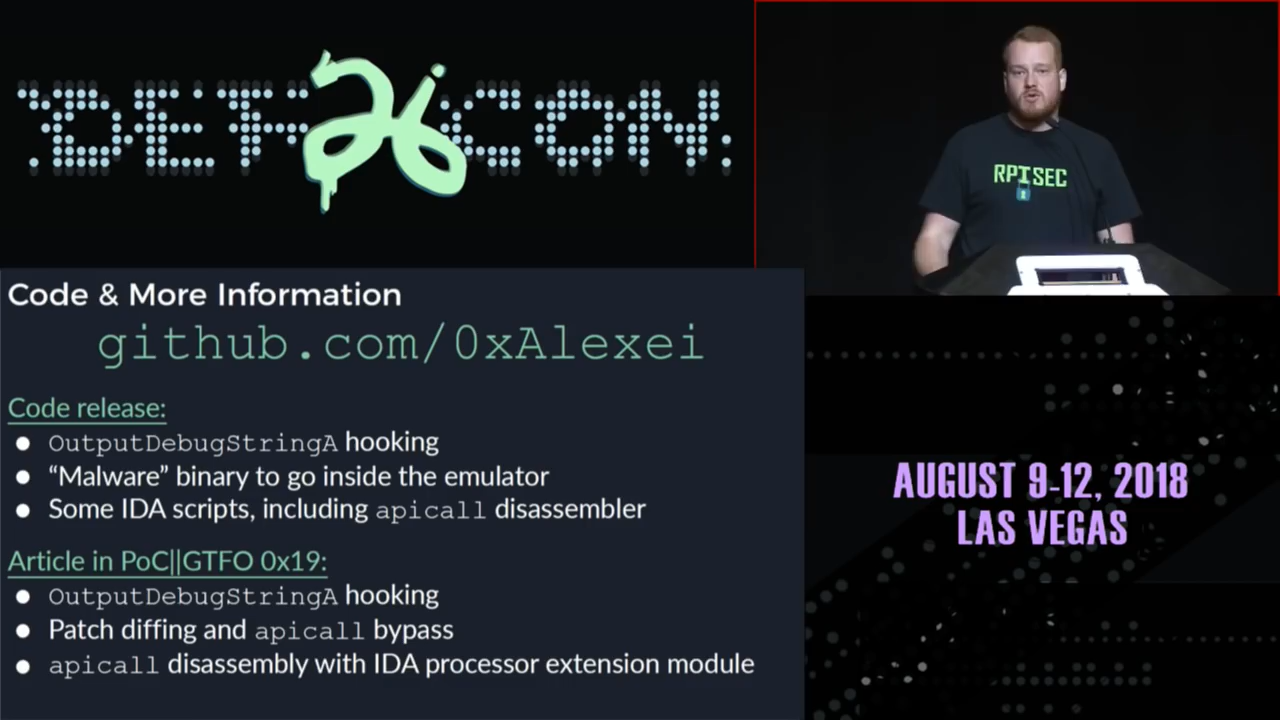 DEF CON
26
RPISEC
Code & More Information
github.com/0xAlexei
Code release:
● OutputDebugStringA hooking
● “Malware” binary to go inside the emulator
● Some IDA scripts, including apicall disassembler
Article in PoC||GTFO 0x19:
● OutputDebugStringA hooking
● Patch diffing and apicall bypass
● apicall disassembly with IDA processor extension module
AUGUST 9-12, 2018
LAS VEGAS